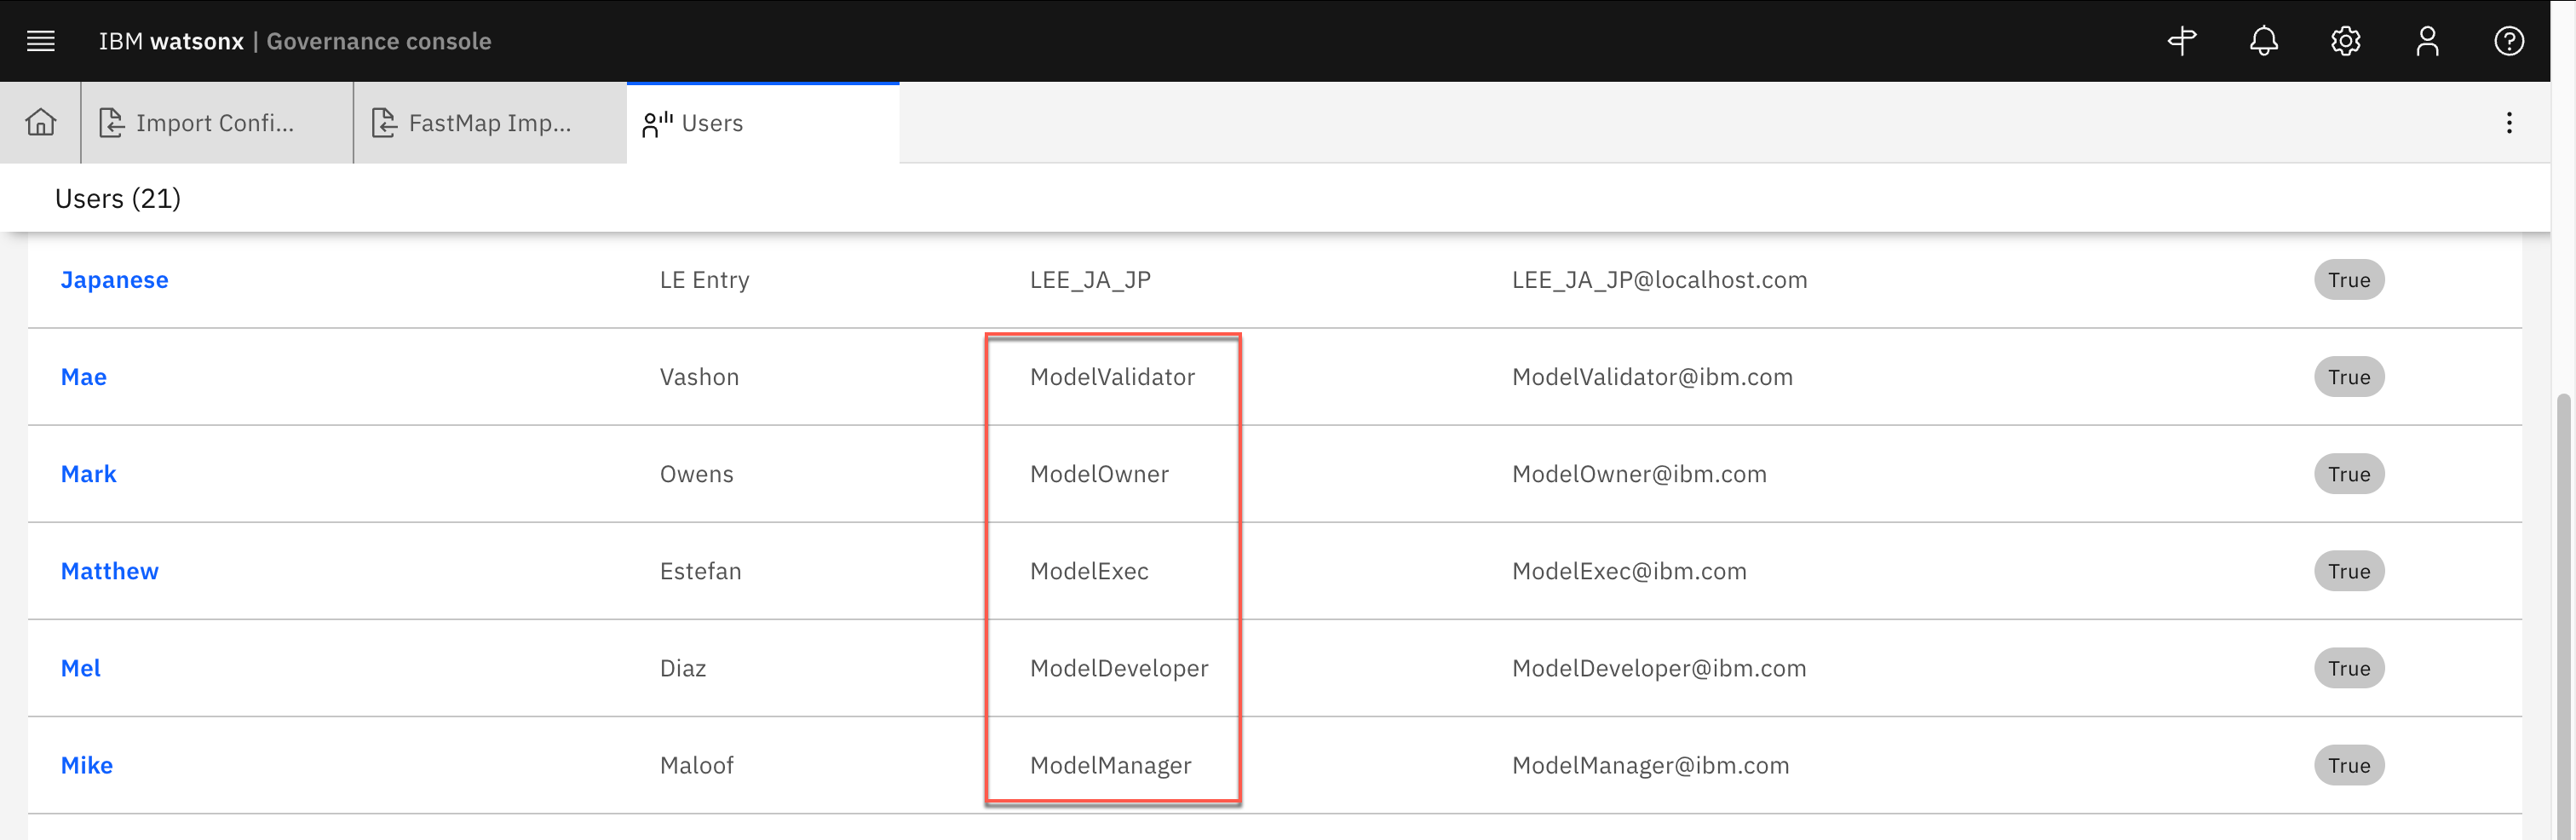 IBM watsonx | Governance console
Import Confi... FastMap Imp... Users
Users (21)
Japanese LE Entry LEE_JA_JP LEE_JA_JP@localhost.com True
Mae Vashon ModelValidator ModelValidator@ibm.com True
Mark Owens ModelOwner ModelOwner@ibm.com True
Matthew Estefan ModelExec ModelExec@ibm.com True
Mel Diaz ModelDeveloper ModelDeveloper@ibm.com True
Mike Maloof ModelManager ModelManager@ibm.com True